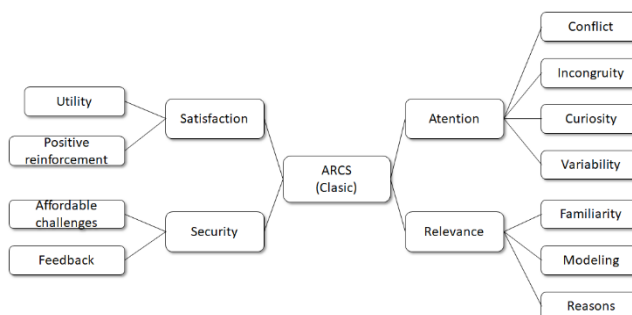 Conflict
Incongruity
Curiosity
Variability
Utility
Positive
reinforcement
Satisfaction
Atention
ARCS
(Clasic)
Affordable
challenges
Feedback
Security
Relevance
Familiarity
Modeling
Reasons